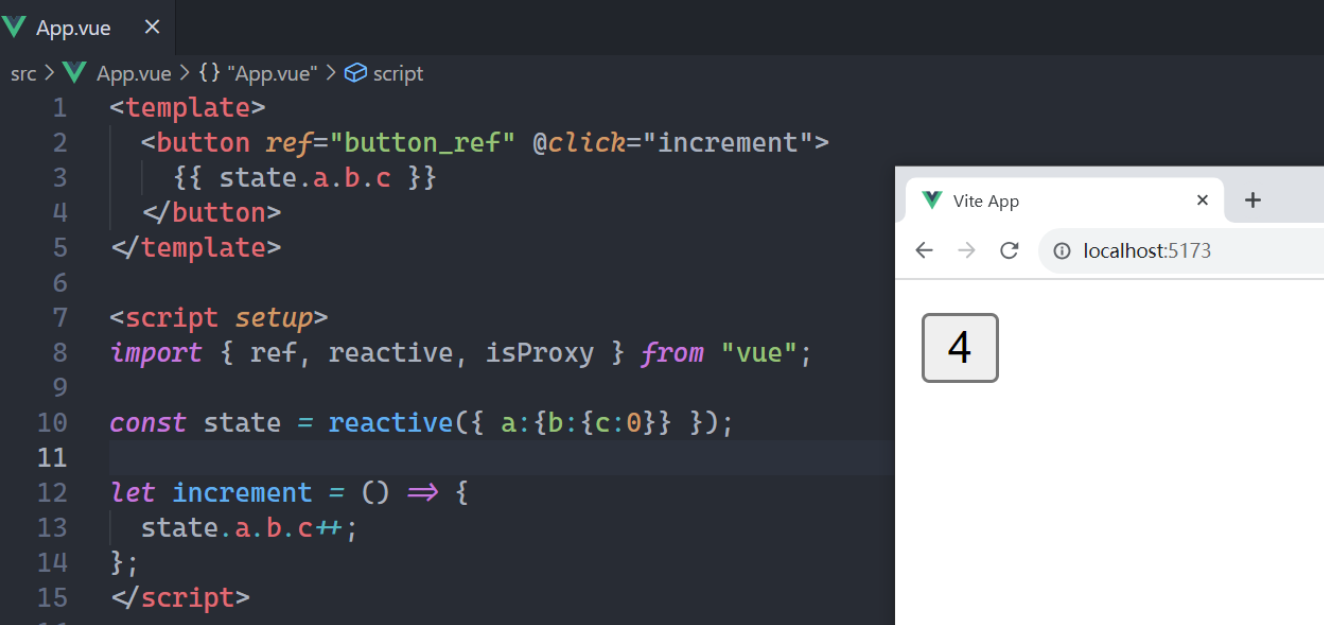 App.vue
src > App.vue > {} "App.vue" > script
1 <template>
2   <button ref="button_ref" @click="increment">
3     {{ state.a.b.c }}
4   </button>
5 </template>
6
7 <script setup>
8 import { ref, reactive, isProxy } from "vue";
9
10 const state = reactive({ a:{b:{c:0}} });
11
12 let increment = () => {
13   state.a.b.c++;
14 };
15 </script>
Vite App
localhost:5173
4